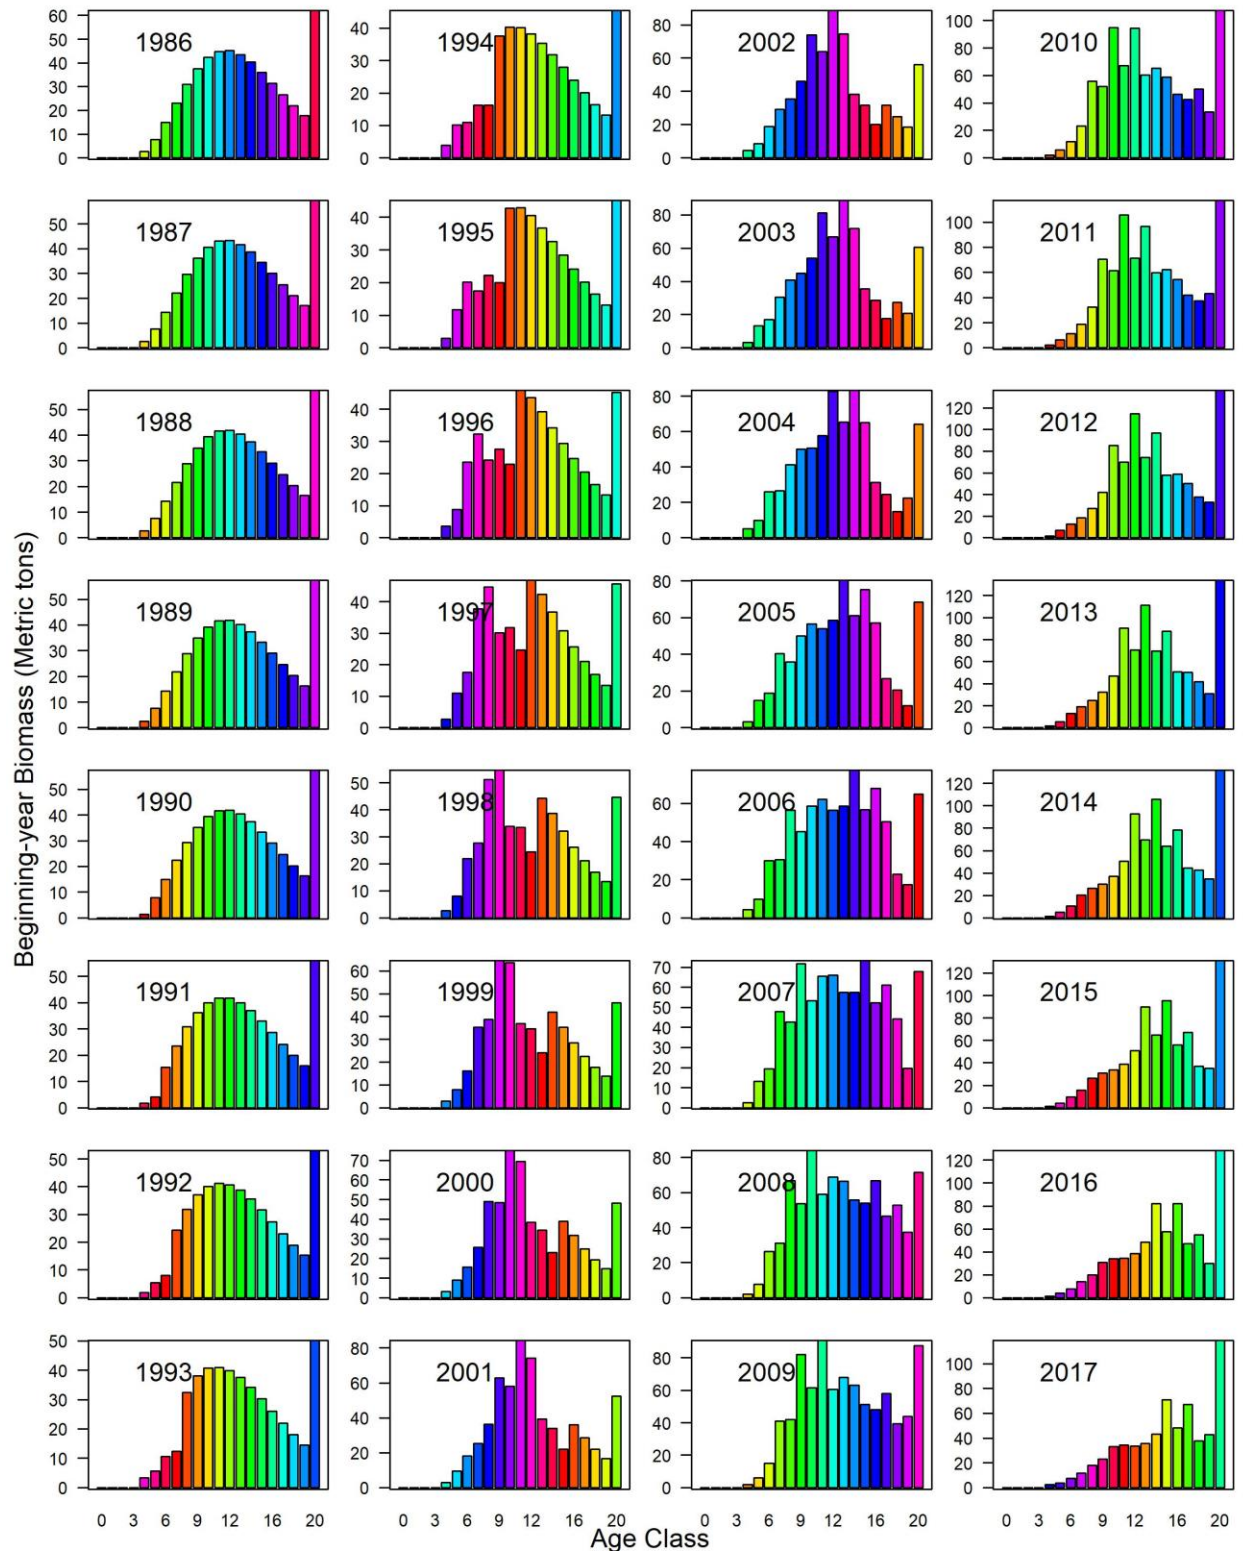 Beginning-year Biomass (Metric tons)
1986
60 50 40 30 20 10 0
1994
40 30 20 10 0
2002
80 60 40 20 0
2010
100 80 60 40 20 0
1987
50 40 30 20 10 0
1995
40 30 20 10 0
2003
80 60 40 20 0
2011
100 80 60 40 20 0
1988
50 40 30 20 10 0
1996
40 30 20 10 0
2004
80 60 40 20 0
2012
120 100 80 60 40 20 0
1989
50 40 30 20 10 0
1997
40 30 20 10 0
2005
80 60 40 20 0
2013
120 100 80 60 40 20 0
1990
50 40 30 20 10 0
1998
50 40 30 20 10 0
2006
60 40 20 0
2014
120 100 80 60 40 20 0
1991
50 40 30 20 10 0
1999
60 50 40 30 20 10 0
2007
70 60 50 40 30 20 10 0
2015
120 100 80 60 40 20 0
1992
50 40 30 20 10 0
2000
70 60 50 40 30 20 10 0
2008
80 60 40 20 0
2016
120 100 80 60 40 20 0
1993
50 40 30 20 10 0
2001
80 60 40 20 0
2009
80 60 40 20 0
2017
100 80 60 40 20 0
0 3 6 9 12 16 20
0 3 6 9 12 16 20
0 3 6 9 12 16 20
0 3 6 9 12 16 20
Age Class